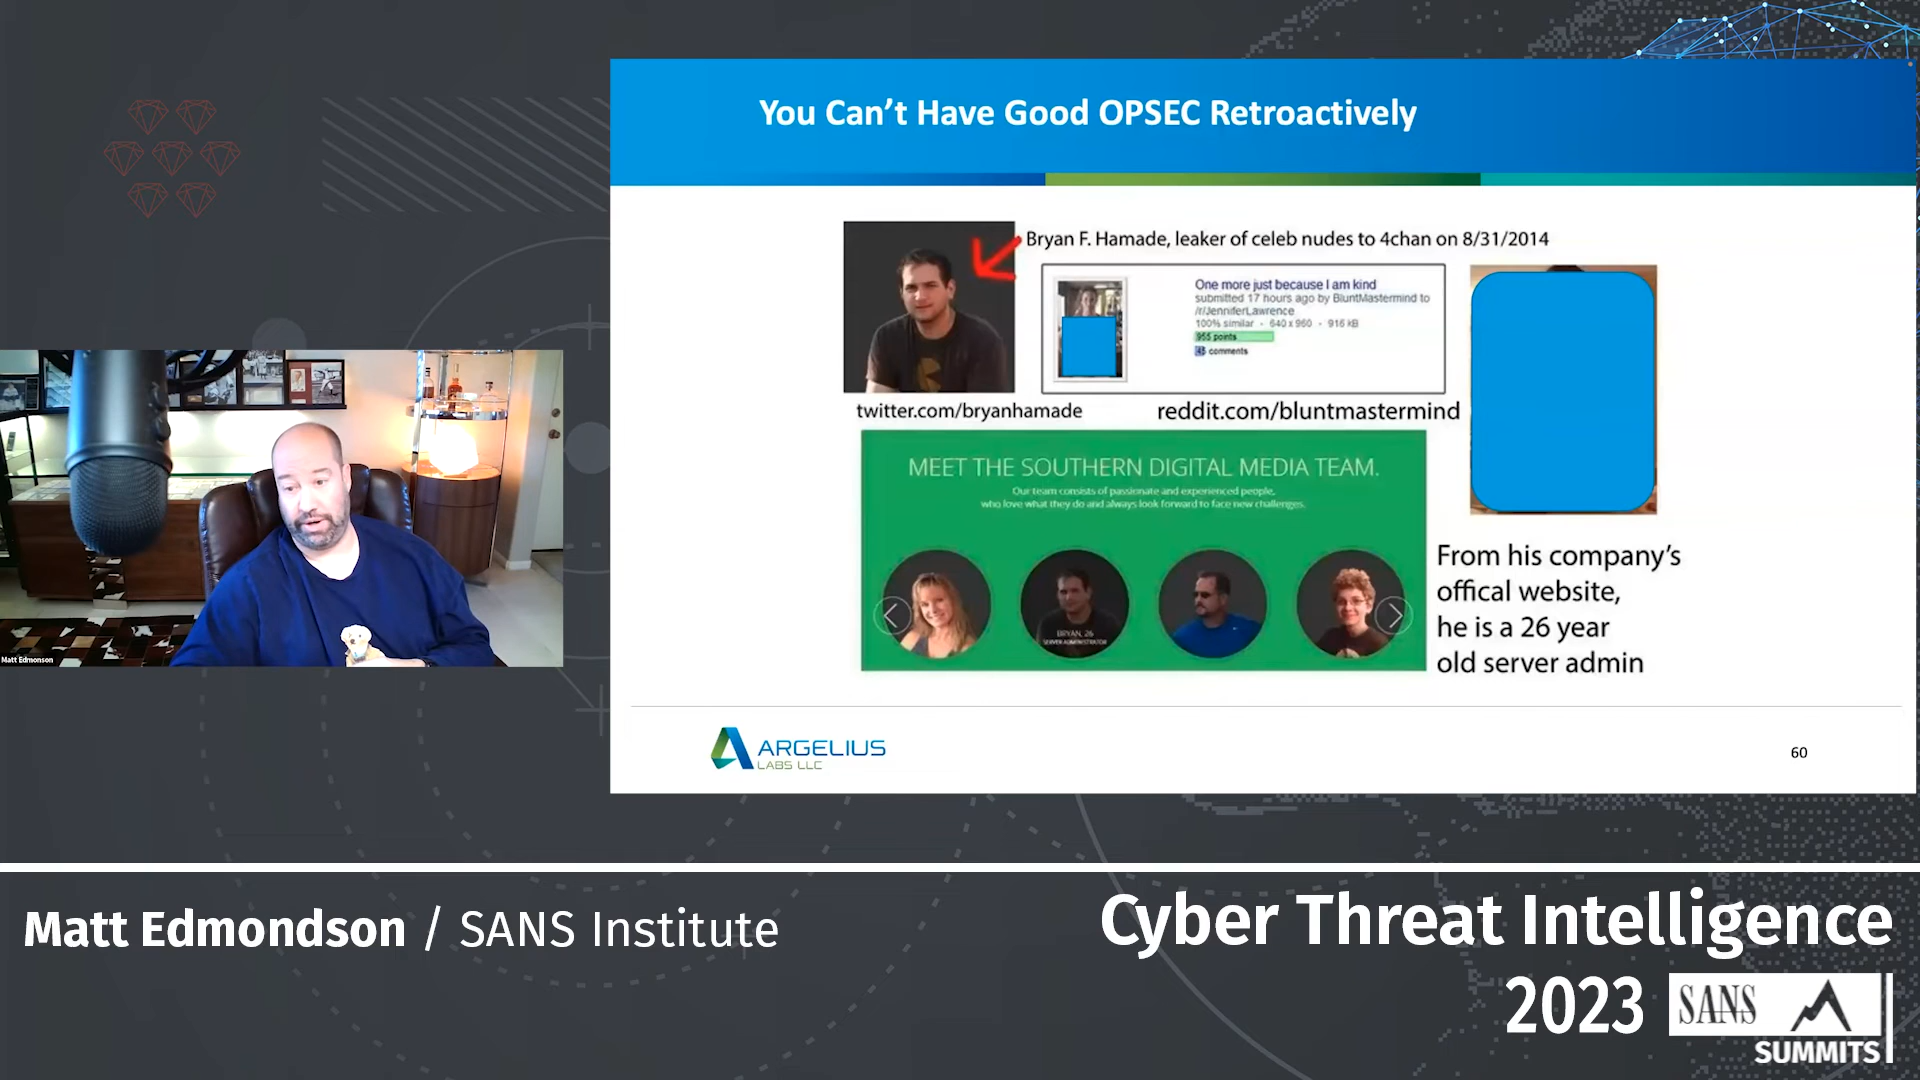 You Can't Have Good OPSEC Retroactively
Bryan F. Hamade, leaker of celeb nudes to 4chan on 8/31/2014
One more just because I am kind
submitted 17 hours ago by BluntMastermind to
/r/JenniferLawrence
100% similar - 640 x 960 - 916 kB
955 points
45 comments
twitter.com/bryanhamade
reddit.com/bluntmastermind
MEET THE SOUTHERN DIGITAL MEDIA TEAM.
Our team consists of passionate and experienced people,
who love what they do and always look forward to face new challenges.
BRYAN, 26
SERVER ADMINISTRATOR
From his company's
offical website,
he is a 26 year
old server admin
ARGELIUS
LABS LLC
60
Matt Edmonson
Matt Edmondson / SANS Institute
Cyber Threat Intelligence
2023
SANS
SUMMITS